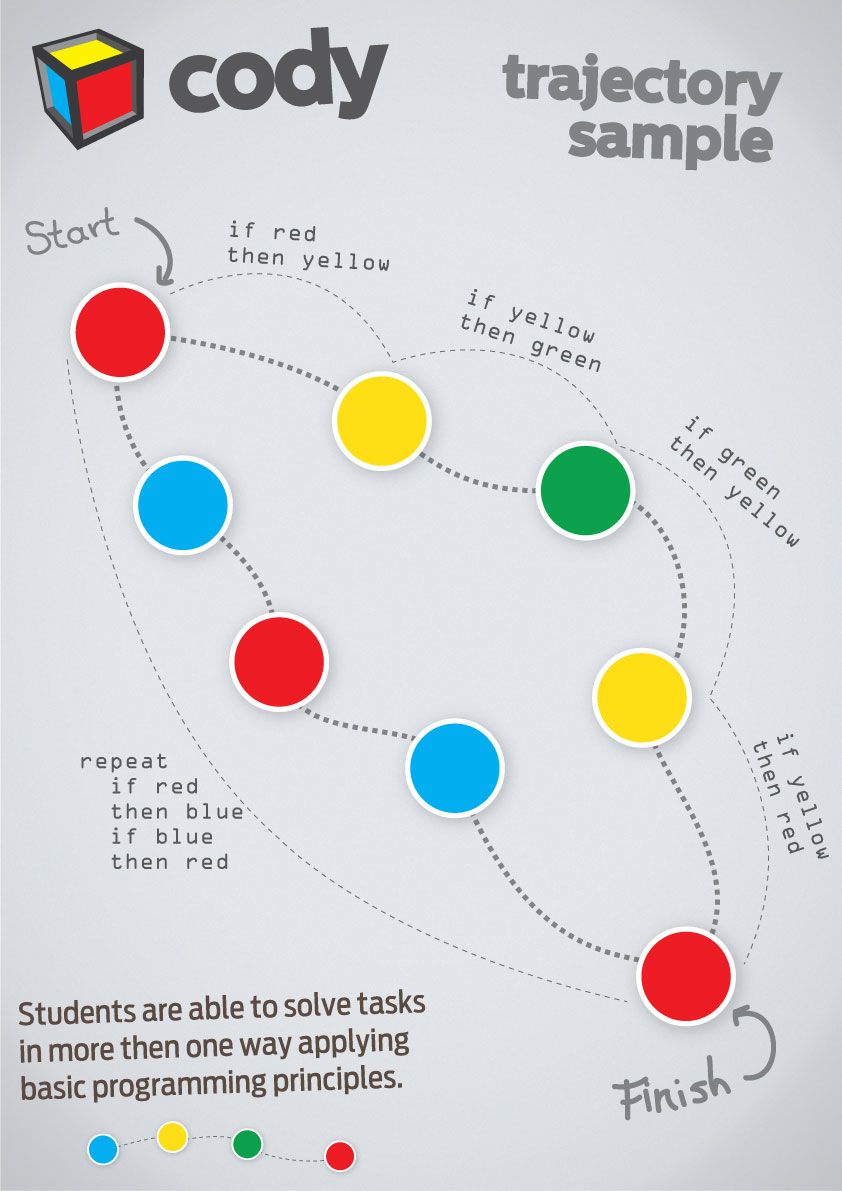 cody
trajectory
sample
Start
if red
then yellow
if yellow
then green
if green
then yellow
if yellow
then red
repeat
if red
then blue
if blue
then red
Students are able to solve tasks
in more then one way applying
basic programming principles.
Finish